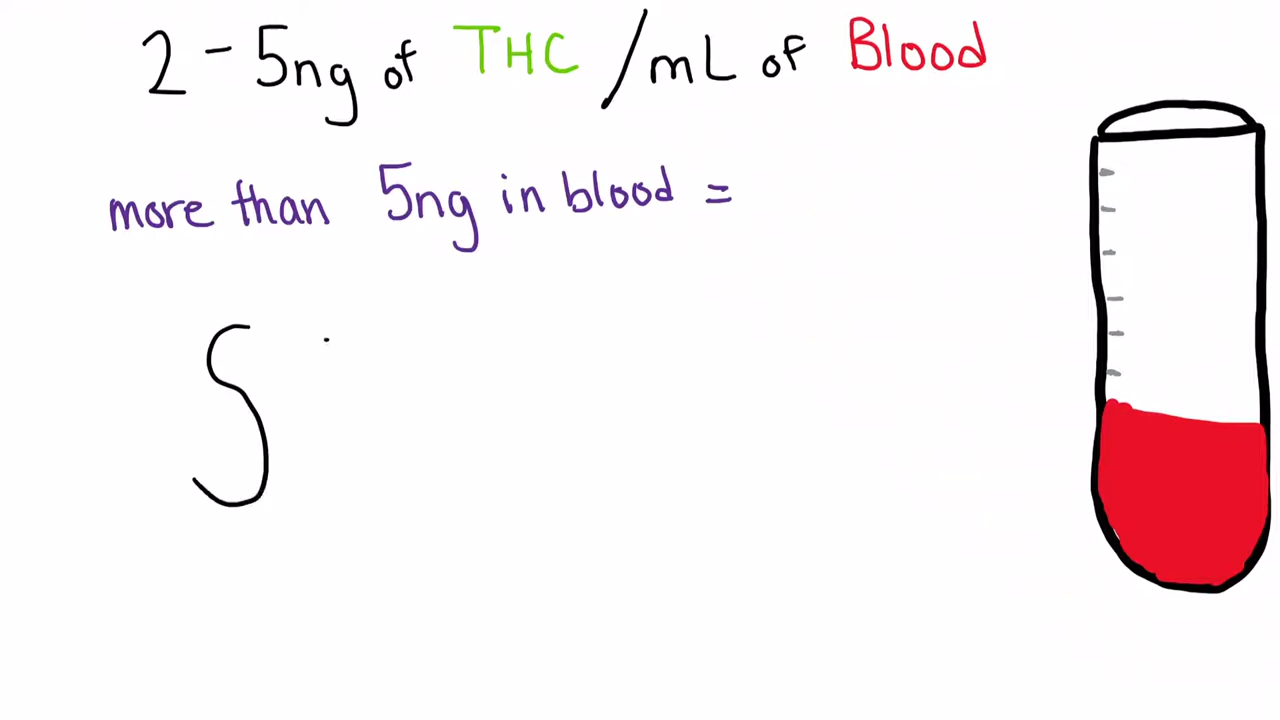 2-5ng of THC /mL of Blood
more than 5ng in blood =
S